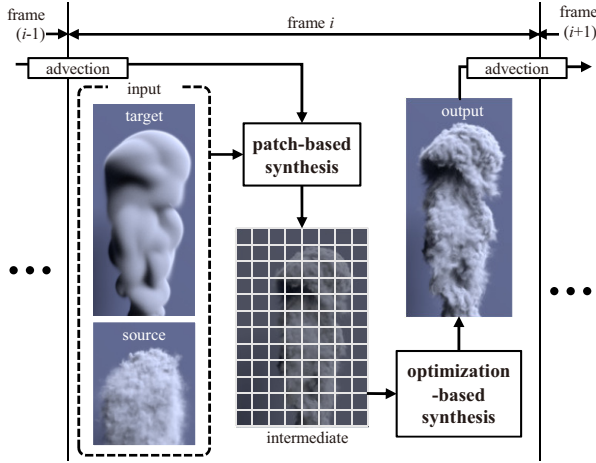 frame
(i-1)
frame i
frame
(i+1)
advection
advection
input
target
patch-based
synthesis
output
source
intermediate
optimization
-based
synthesis